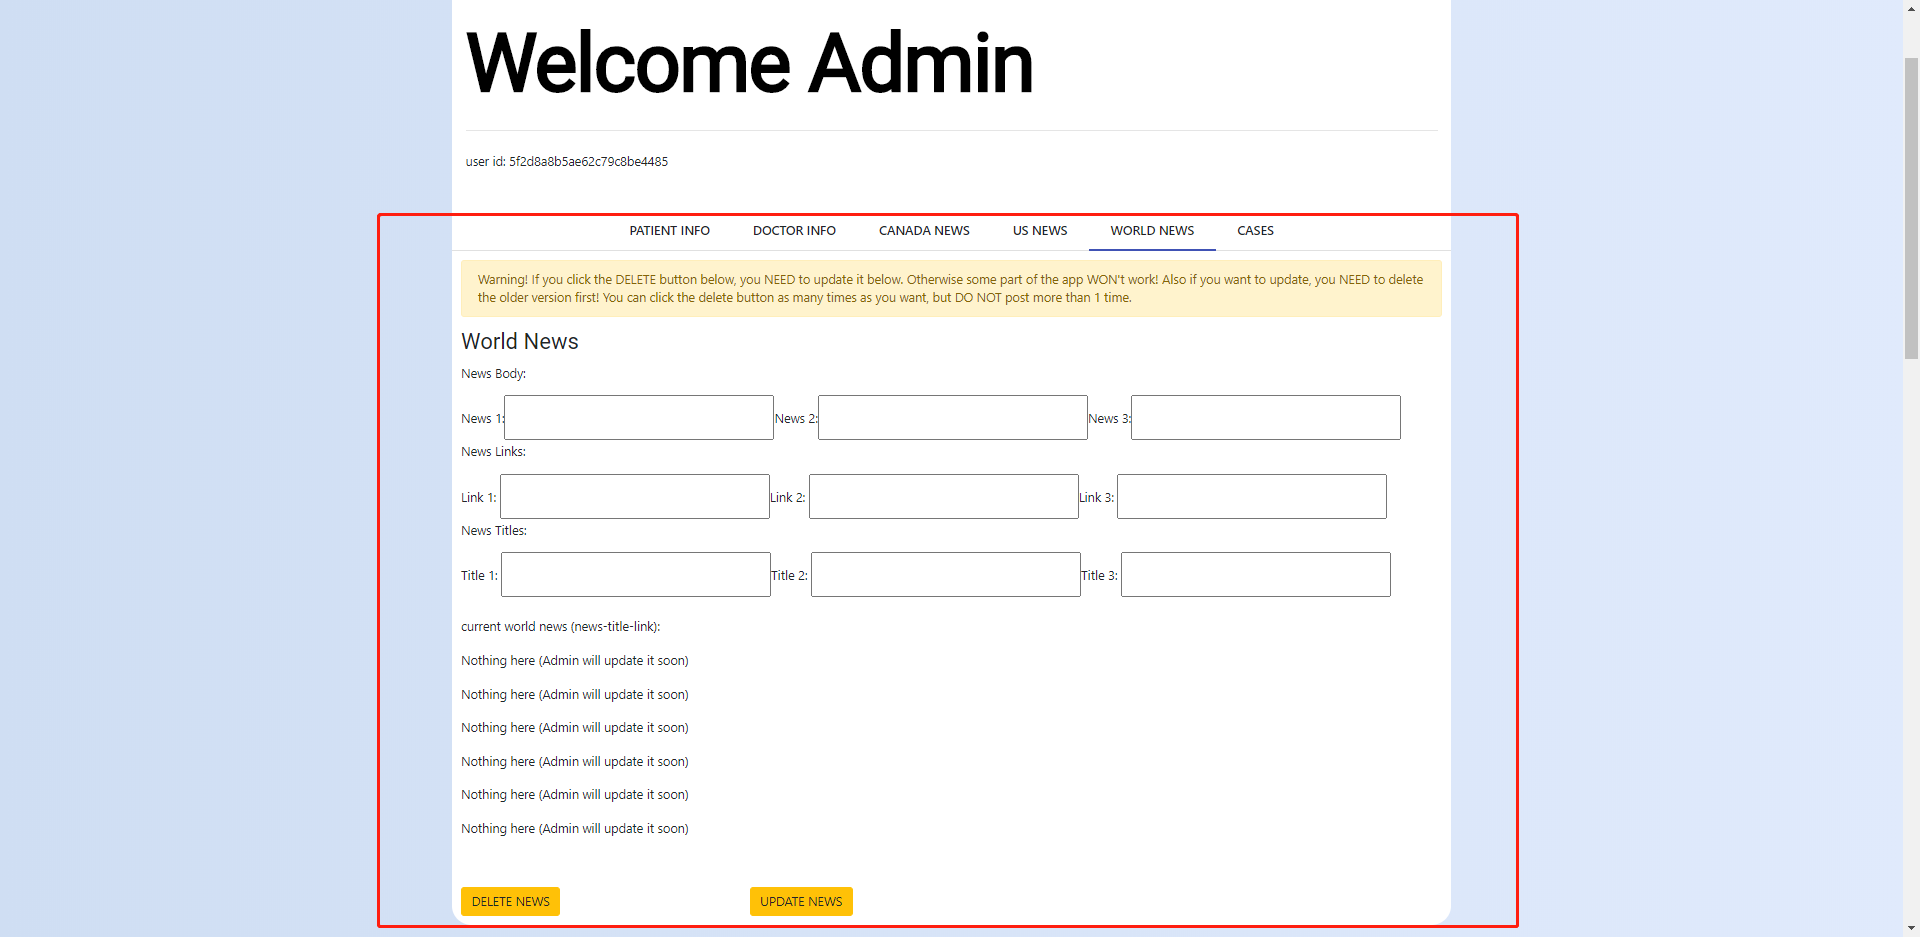 Welcome Admin
user id: 5f2d8a8b5ae62c79c8be4485
PATIENT INFO DOCTOR INFO CANADA NEWS US NEWS WORLD NEWS CASES
Warning! If you click the DELETE button below, you NEED to update it below. Otherwise some part of the app WON't work! Also if you want to update, you NEED to delete
the older version first! You can click the delete button as many times as you want, but DO NOT post more than 1 time.
World News
News Body:
News 1: News 2: News 3:
News Links:
Link 1: Link 2: Link 3:
News Titles:
Title 1: Title 2: Title 3:
current world news (news-title-link):
Nothing here (Admin will update it soon)
Nothing here (Admin will update it soon)
Nothing here (Admin will update it soon)
Nothing here (Admin will update it soon)
Nothing here (Admin will update it soon)
Nothing here (Admin will update it soon)
DELETE NEWS UPDATE NEWS